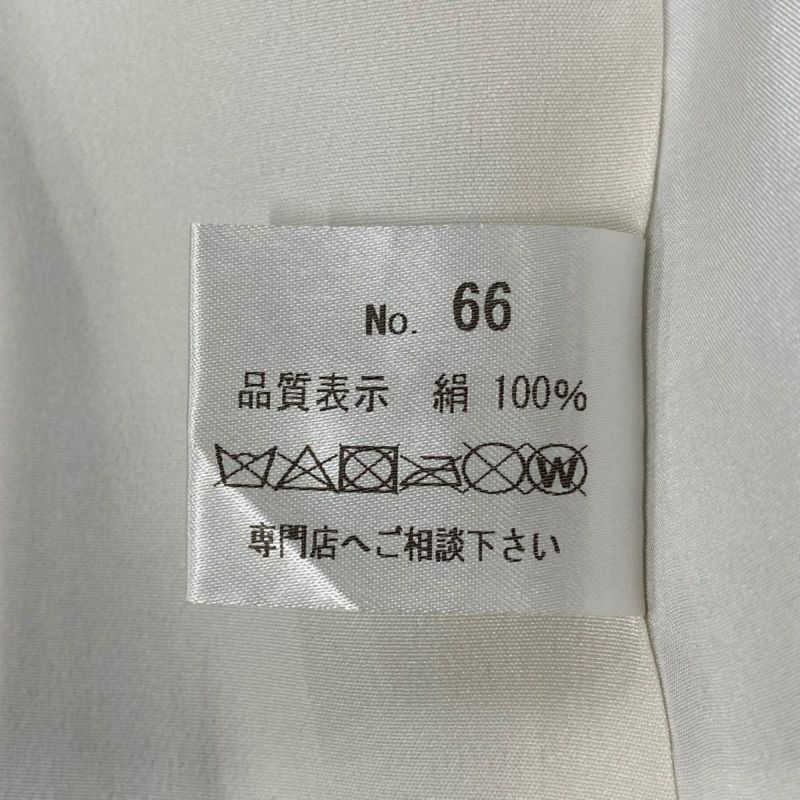 No. 66
品質表示 絹 100%
W
専門店へご相談下さい